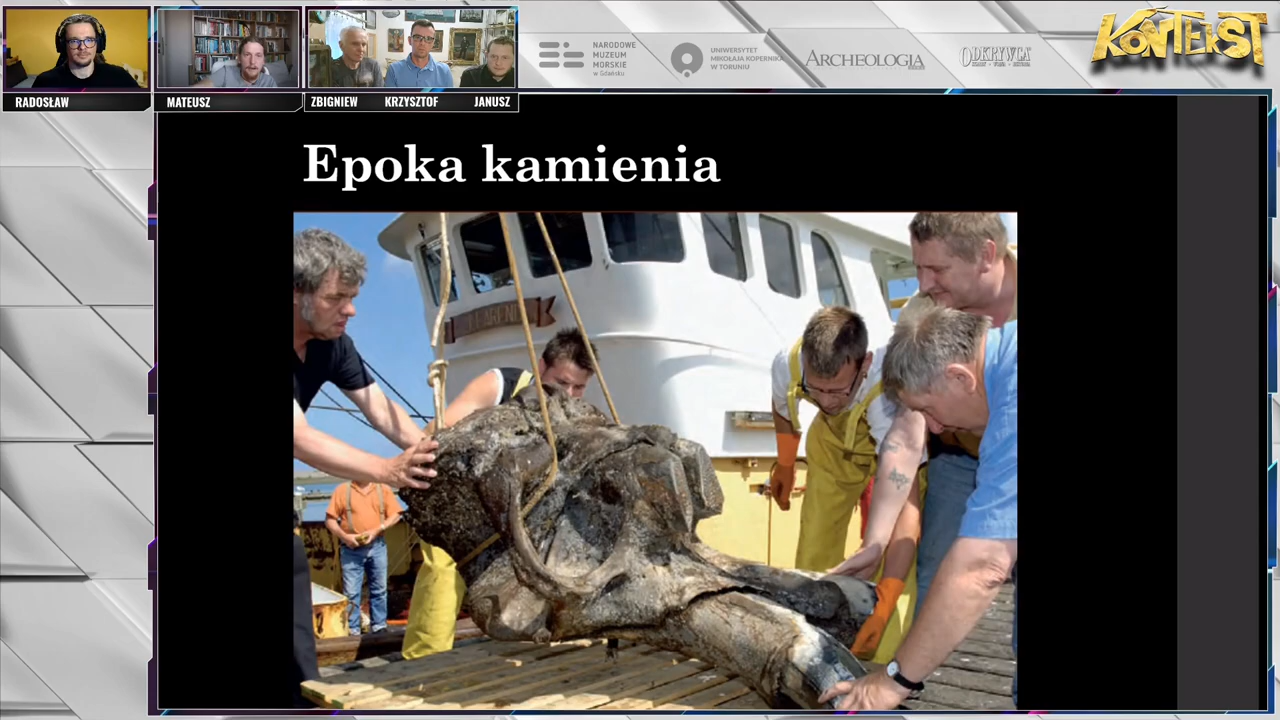 RADOSŁAW
MATEUSZ
ZBIGNIEW KRZYSZTOF JANUSZ
NARODOWE
MUZEUM
MORSKIE
w Gdańsku
UNIWERSYTET
MIKOŁAJA KOPERNIKA
W TORUNIU
ARCHEOLOGIA
ODKRYWCA
KONTEKST
Epoka kamienia